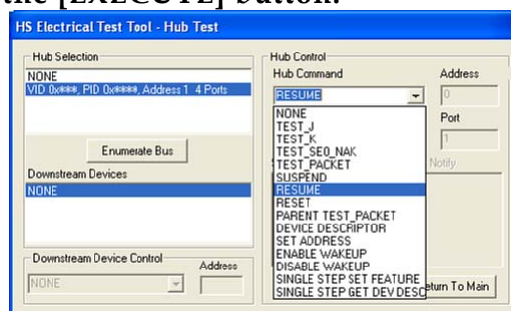 the [EXECUTE] button.
HS Electrical Test Tool - Hub Test
Hub Selection
NONE
VID 0x***, PID 0x****, Address 1 4 Ports
Enumerate Bus
Downstream Devices
NONE
Downstream Device Control
Address
NONE
Hub Control
Hub Command
Address
RESUME
0
Port
1
NONE
TEST_J
TEST_K
TEST_SE0_NAK
TEST_PACKET
SUSPEND
RESUME
RESET
PARENT TEST_PACKET
DEVICE DESCRIPTOR
SET ADDRESS
ENABLE WAKEUP
DISABLE WAKEUP
SINGLE STEP SET FEATURE
SINGLE STEP GET DEV DESC
Notify
eturn To Main